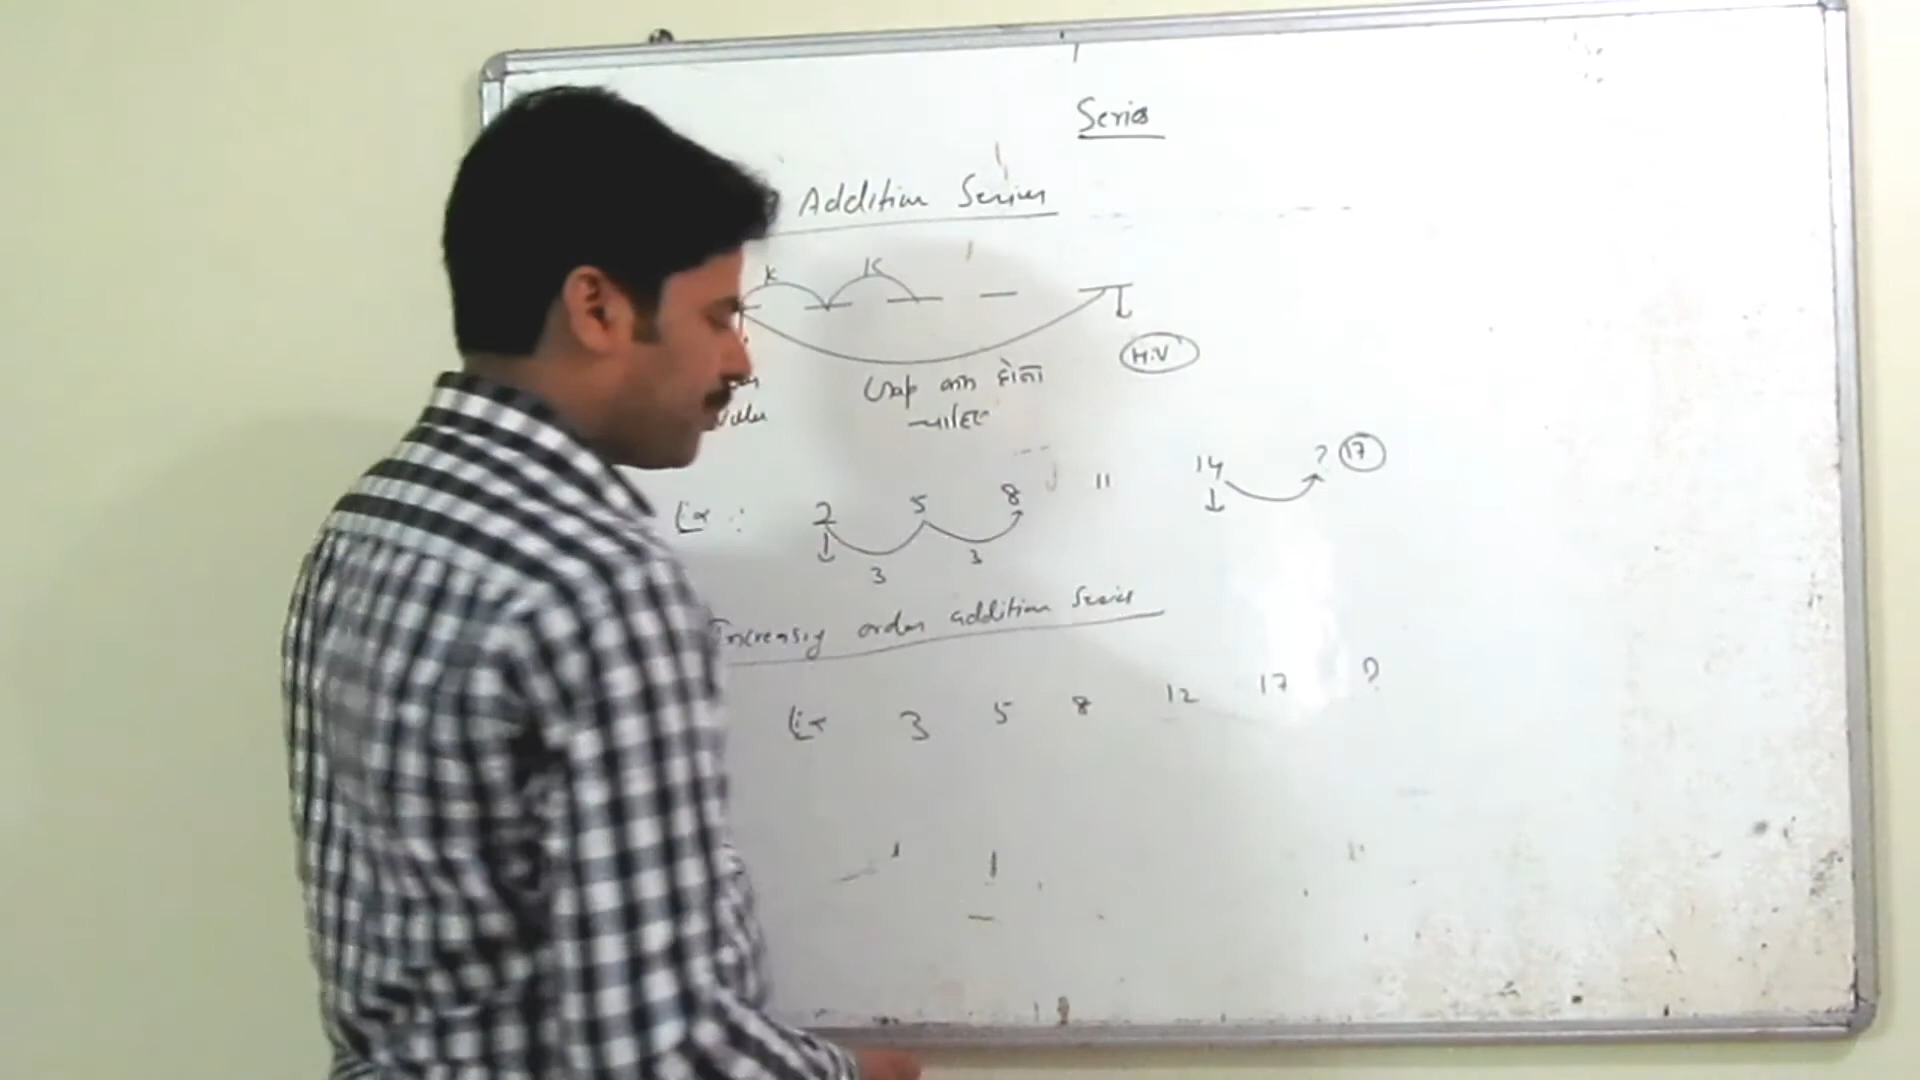 Series
Addition Series
K K
H.V
Gap कम होना
चाहिए
Ex : 2 5 8 11 14 ? 17
3 3
Increasing order addition Series
Ex 3 5 8 12 17 ?